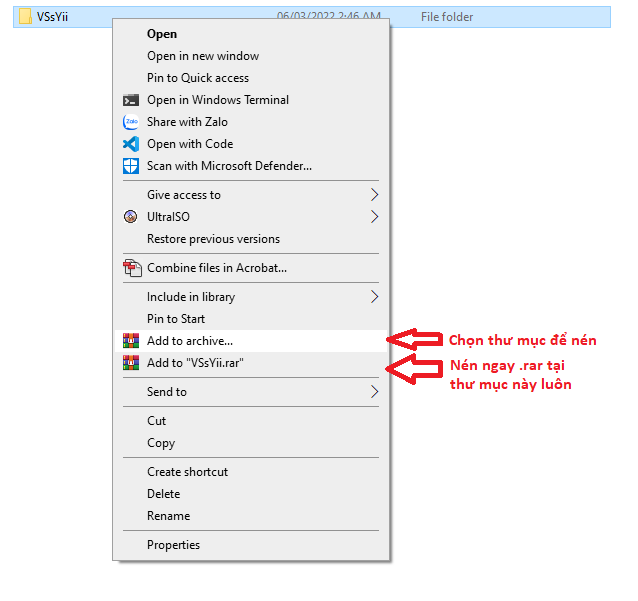 VSsYii 06/03/2022 2:46 AM File folder
Open
Open in new window
Pin to Quick access
Open in Windows Terminal
Zalo Share with Zalo
Open with Code
Scan with Microsoft Defender...
Give access to
UltraISO
Restore previous versions
Combine files in Acrobat...
Include in library
Pin to Start
Add to archive... Chọn thư mục để nén
Add to "VSsYii.rar" Nén ngay .rar tại
thư mục này luôn
Send to
Cut
Copy
Create shortcut
Delete
Rename
Properties